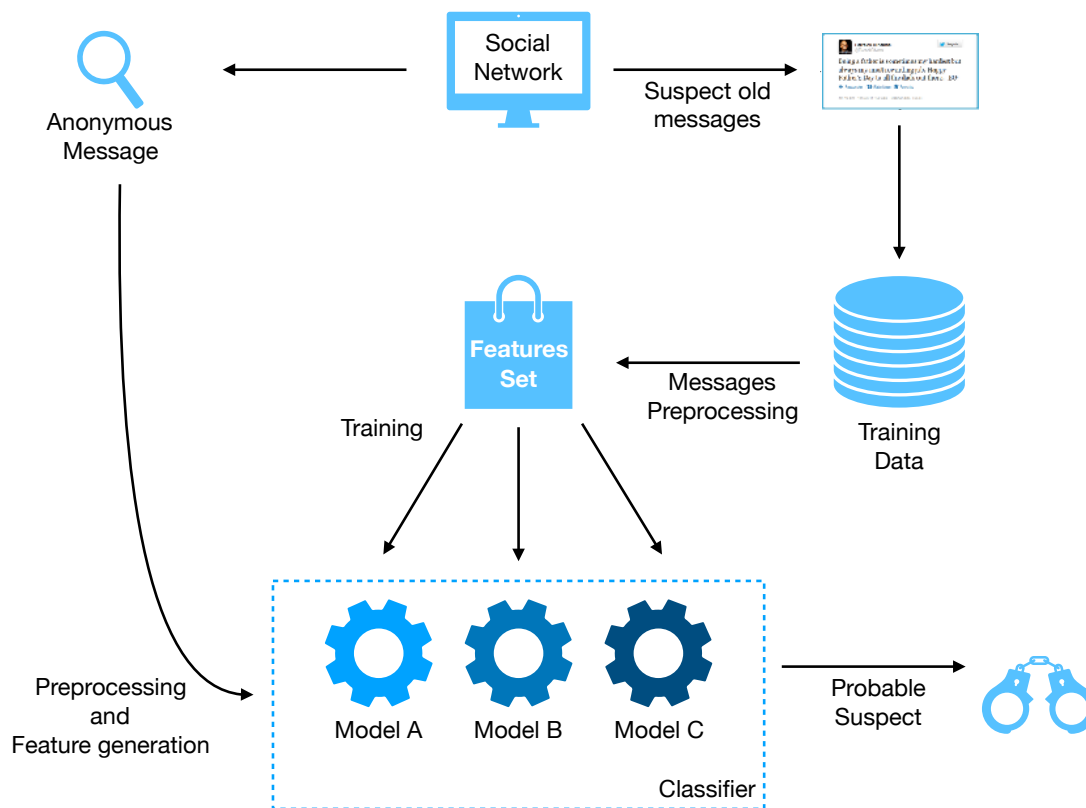 Social
Network
Suspect old
messages
Anonymous
Message
Features
Set
Messages
Preprocessing
Training
Training
Data
Preprocessing
and
Feature generation
Model A
Model B
Model C
Probable
Suspect
Classifier